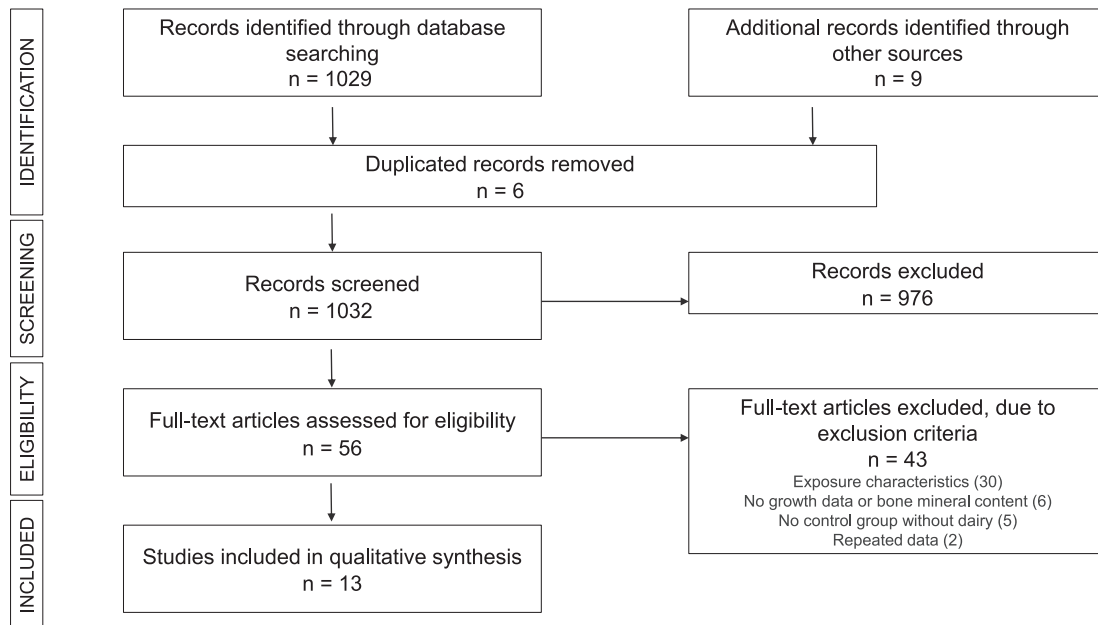 IDENTIFICATION
Records identified through database
searching
n = 1029
Additional records identified through
other sources
n = 9
Duplicated records removed
n = 6
SCREENING
Records screened
n = 1032
Records excluded
n = 976
ELIGIBILITY
Full-text articles assessed for eligibility
n = 56
Full-text articles excluded, due to
exclusion criteria
n = 43
Exposure characteristics (30)
No growth data or bone mineral content (6)
No control group without dairy (5)
Repeated data (2)
INCLUDED
Studies included in qualitative synthesis
n = 13